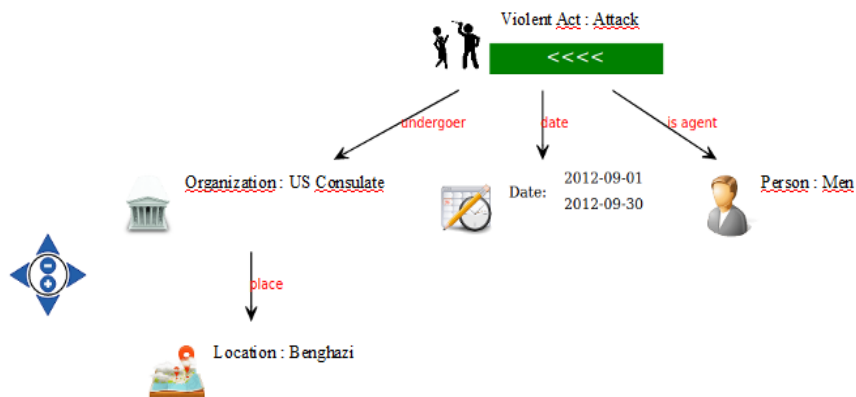 Violent Act : Attack
<<<<
undergoer
date
is agent
Organization : US Consulate
Date:
2012-09-01
2012-09-30
Person : Men
place
Location : Benghazi